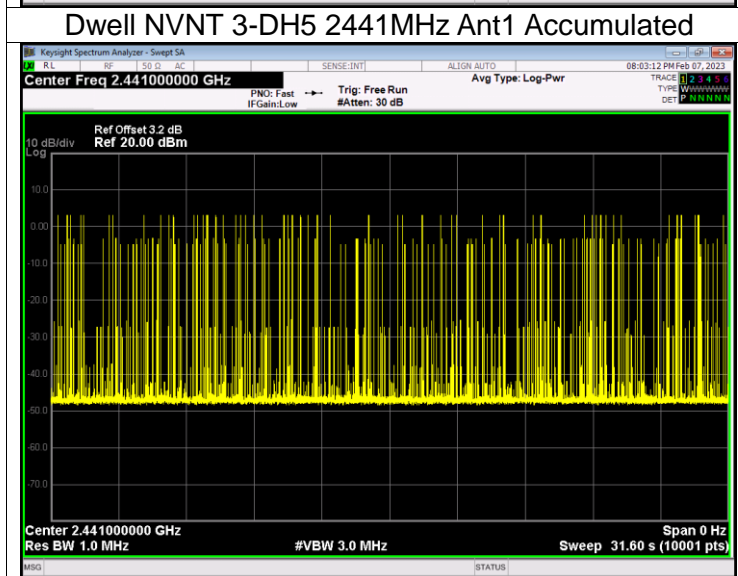 Dwell NVNT 3-DH5 2441MHz Ant1 Accumulated
Keysight Spectrum Analyzer - Swept SA
RL RF 50 Ω AC SENSE:INT ALIGN AUTO 08:03:12 PM Feb 07, 2023
Center Freq 2.441000000 GHz Avg Type: Log-Pwr TRACE 1 2 3 4 5 6
PNO: Fast Trig: Free Run TYPE WWWWWW
IFGain:Low #Atten: 30 dB DET P NNNNN
Ref Offset 3.2 dB
10 dB/div Ref 20.00 dBm
Log
10.0
0.00
-10.0
-20.0
-30.0
-40.0
-50.0
-60.0
-70.0
Center 2.441000000 GHz Span 0 Hz
Res BW 1.0 MHz #VBW 3.0 MHz Sweep 31.60 s (10001 pts)
MSG STATUS